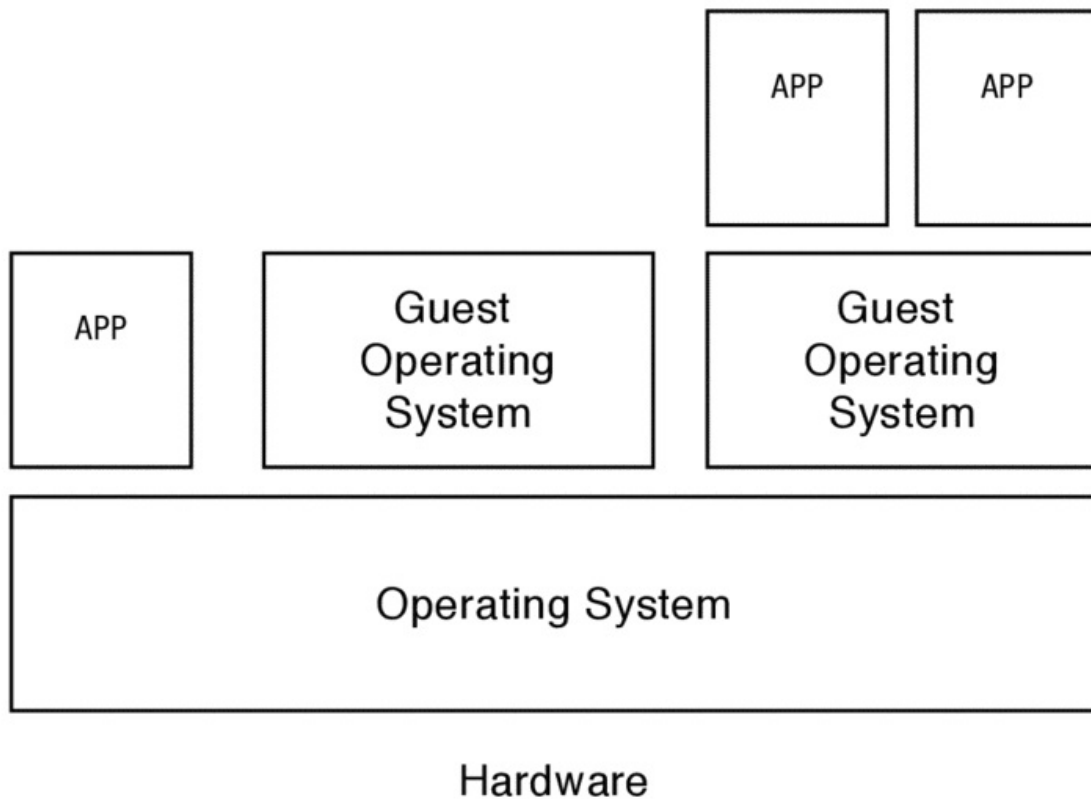 APP
APP
APP
Guest
Operating
System
Guest
Operating
System
Operating System
Hardware